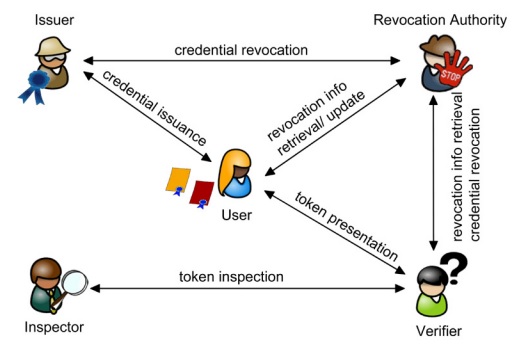 Issuer
Revocation Authority
credential revocation
STOP
credential issuance
revocation info
retrieval/ update
revocation info retrieval
credential revocation
User
token presentation
token inspection
Inspector
Verifier